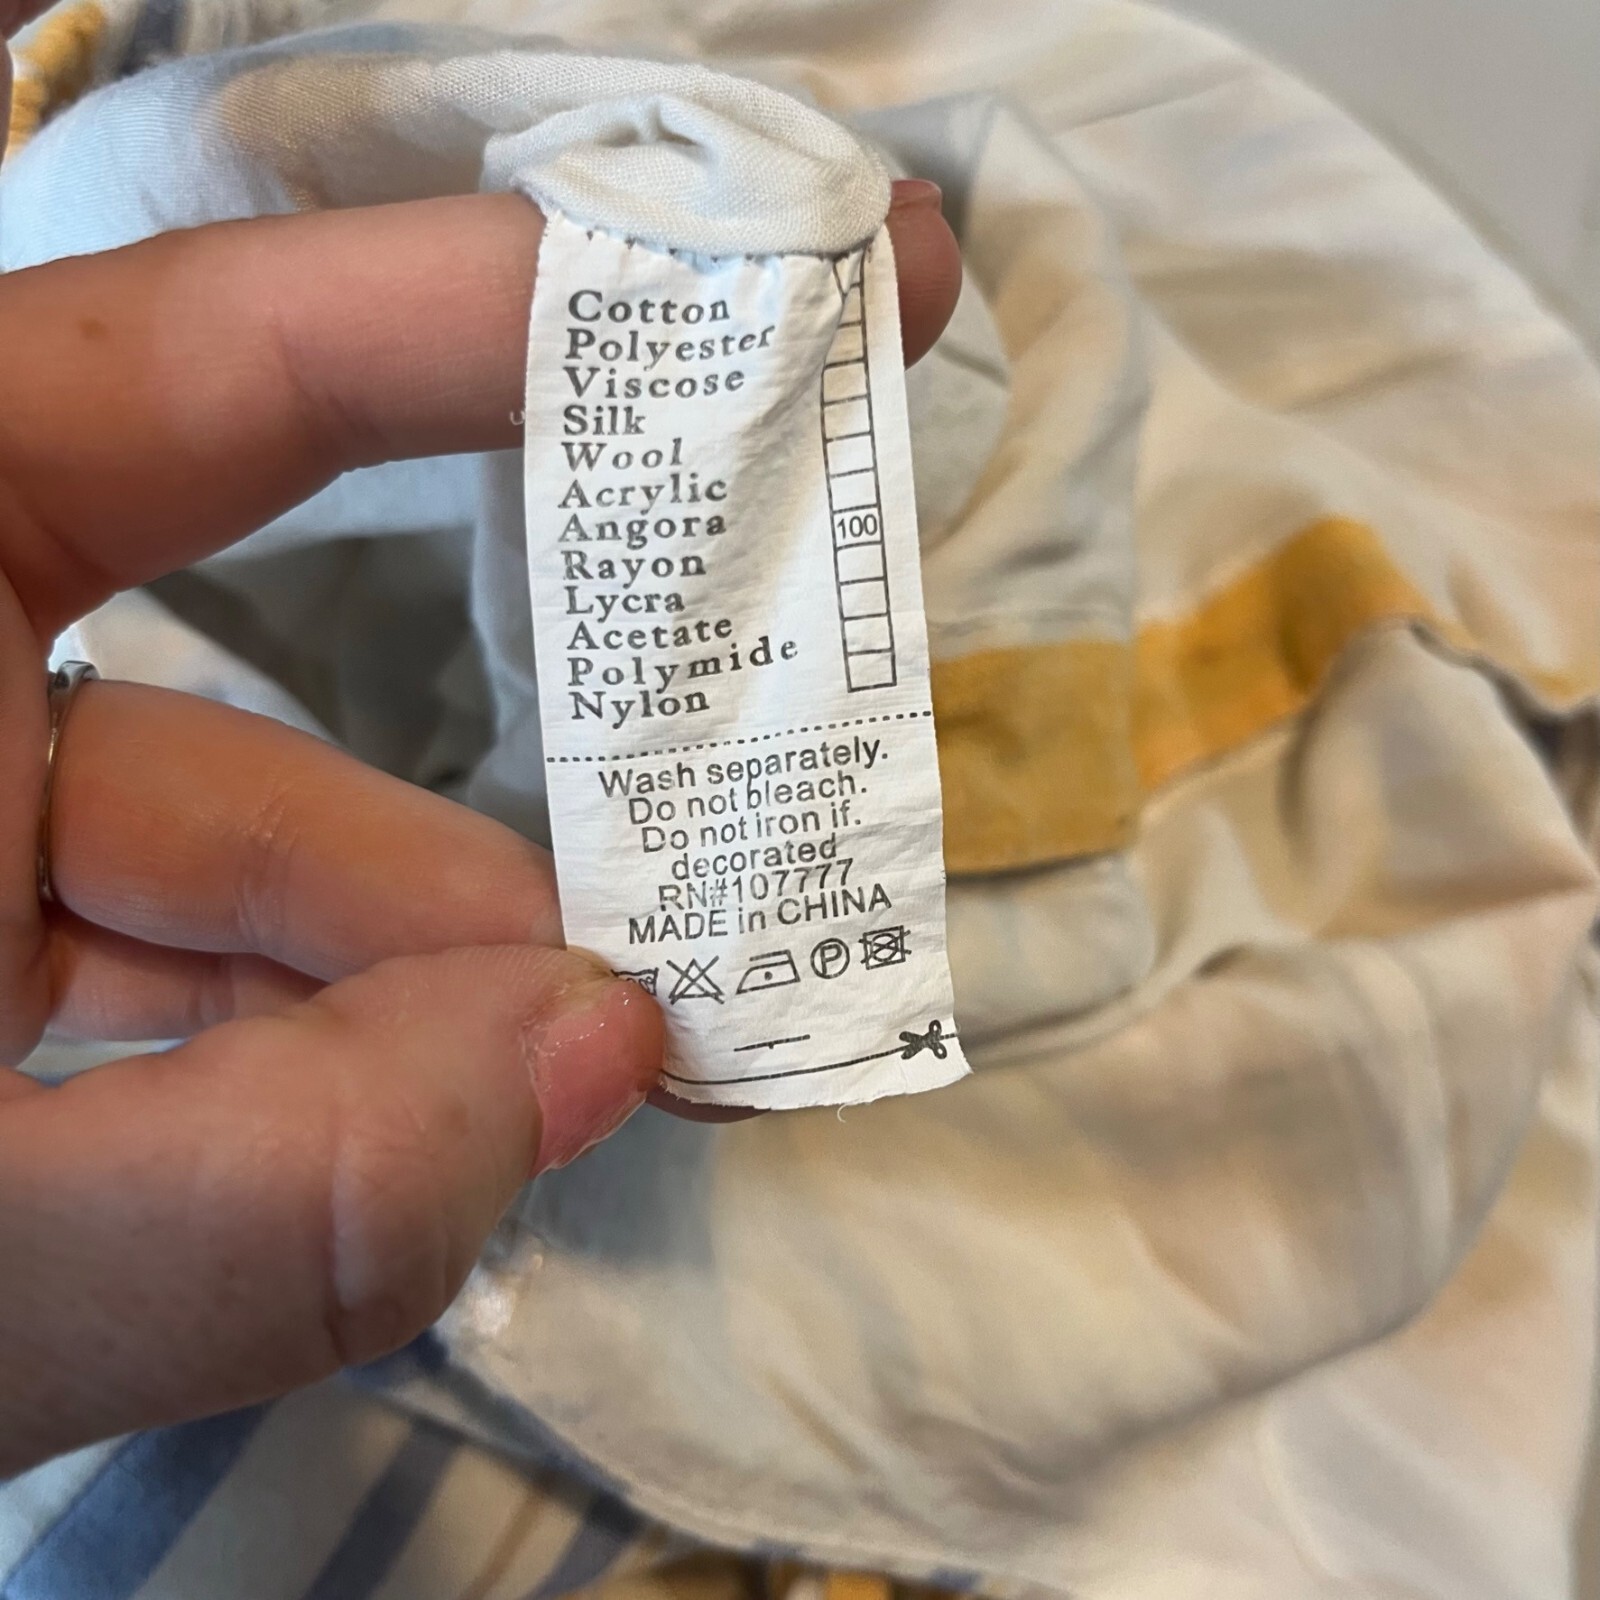 Cotton
Polyester
Viscose
Silk
Wool
Acrylic
Angora 100
Rayon
Lycra
Acetate
Polymide
Nylon
Wash separately.
Do not bleach.
Do not iron if.
decorated
RN#107777
MADE in CHINA
P